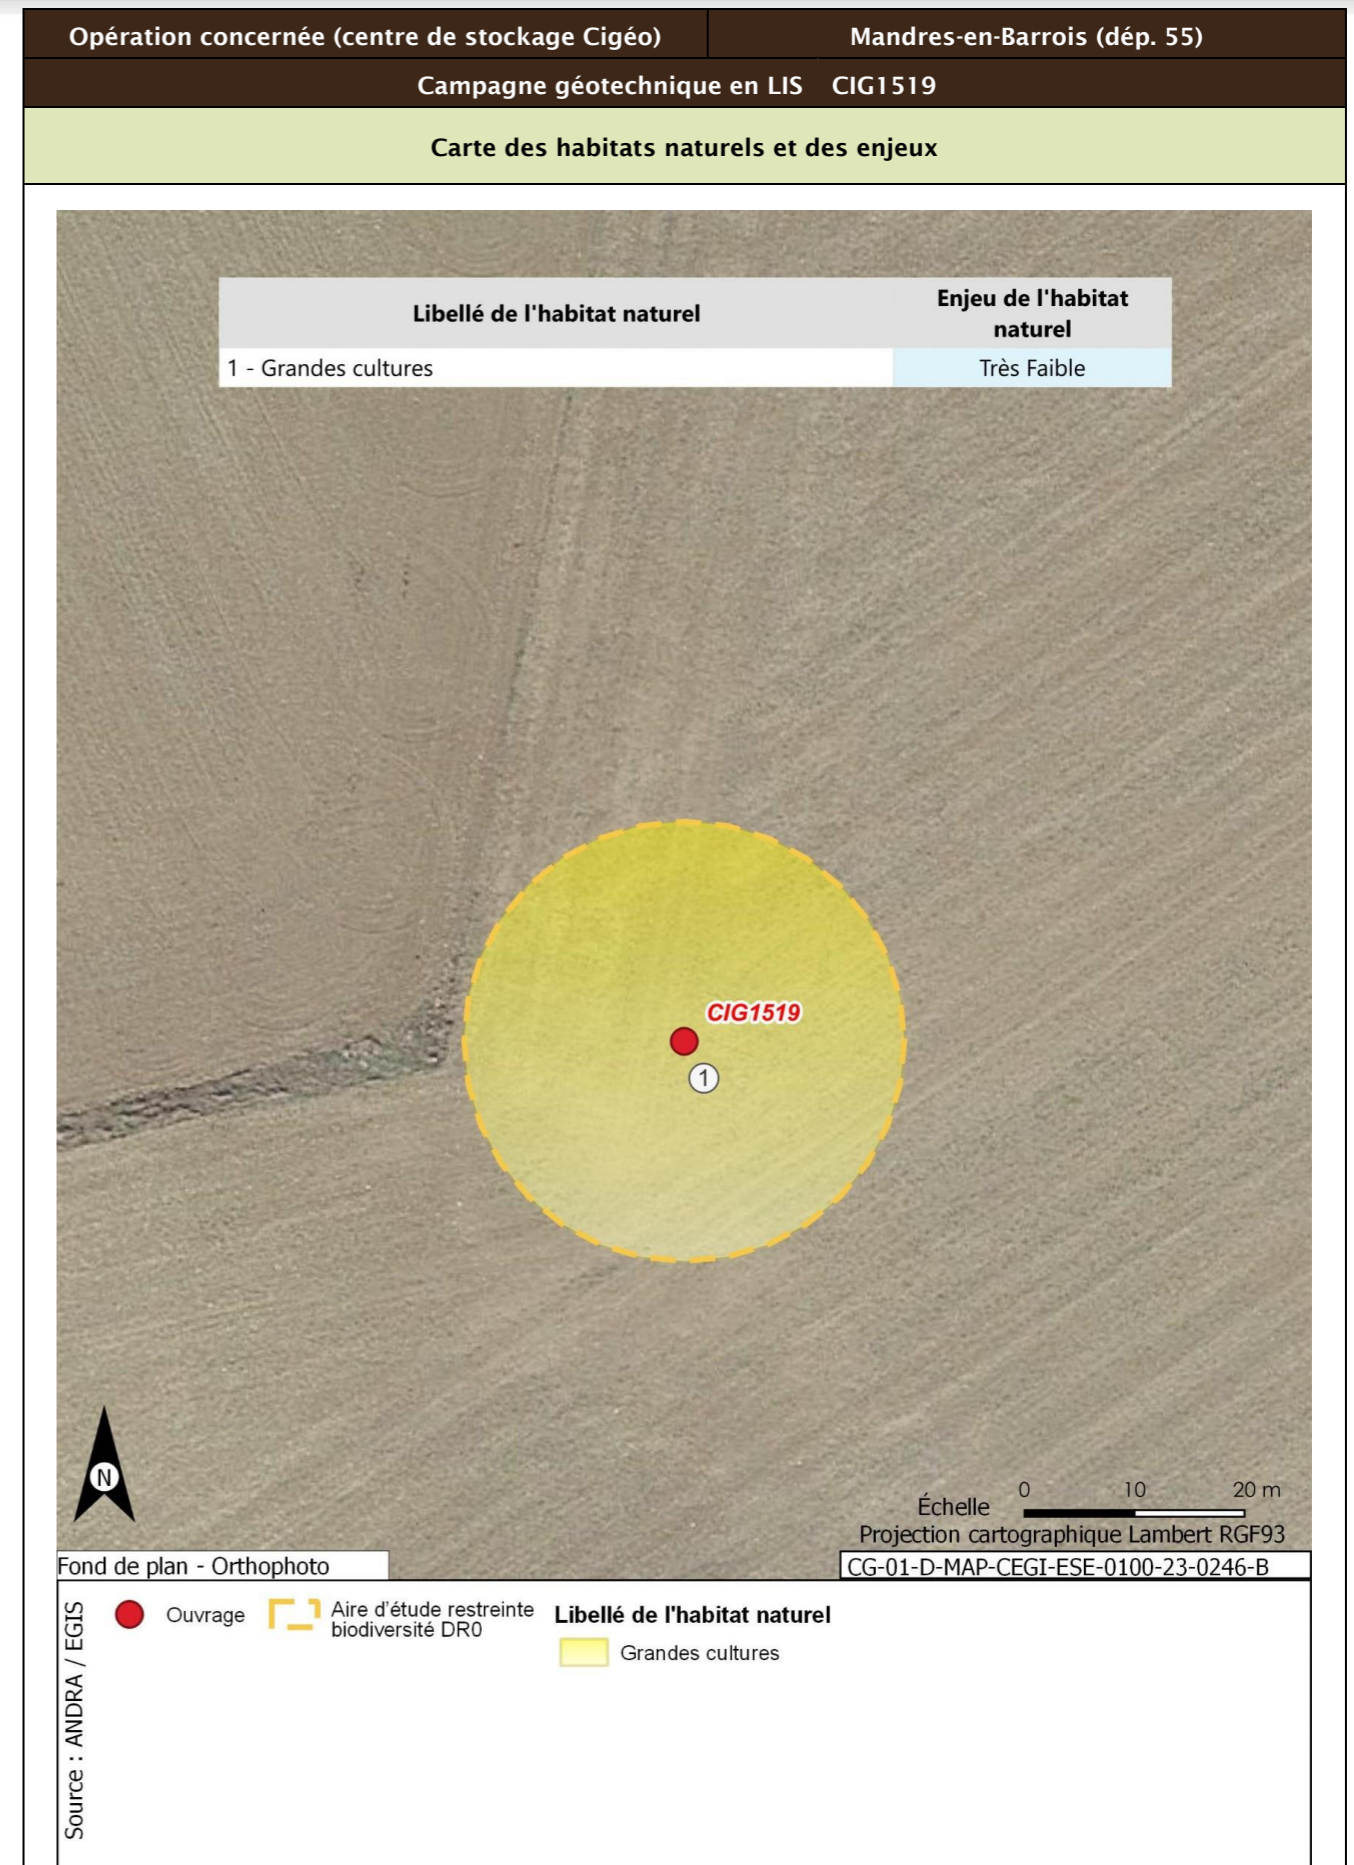 Opération concernée (centre de stockage Cigéo) Mandres-en-Barrois (dép. 55)
Campagne géotechnique en LIS CIG1519
Carte des habitats naturels et des enjeux
Libellé de l'habitat naturel Enjeu de l'habitat
naturel
1 - Grandes cultures Très Faible
CIG1519
1
N
0 10 20 m
Échelle
Projection cartographique Lambert RGF93
Fond de plan - Orthophoto CG-01-D-MAP-CEGI-ESE-0100-23-0246-B
Source : ANDRA / EGIS
Ouvrage
Aire d'étude restreinte
biodiversité DR0
Libellé de l'habitat naturel
Grandes cultures